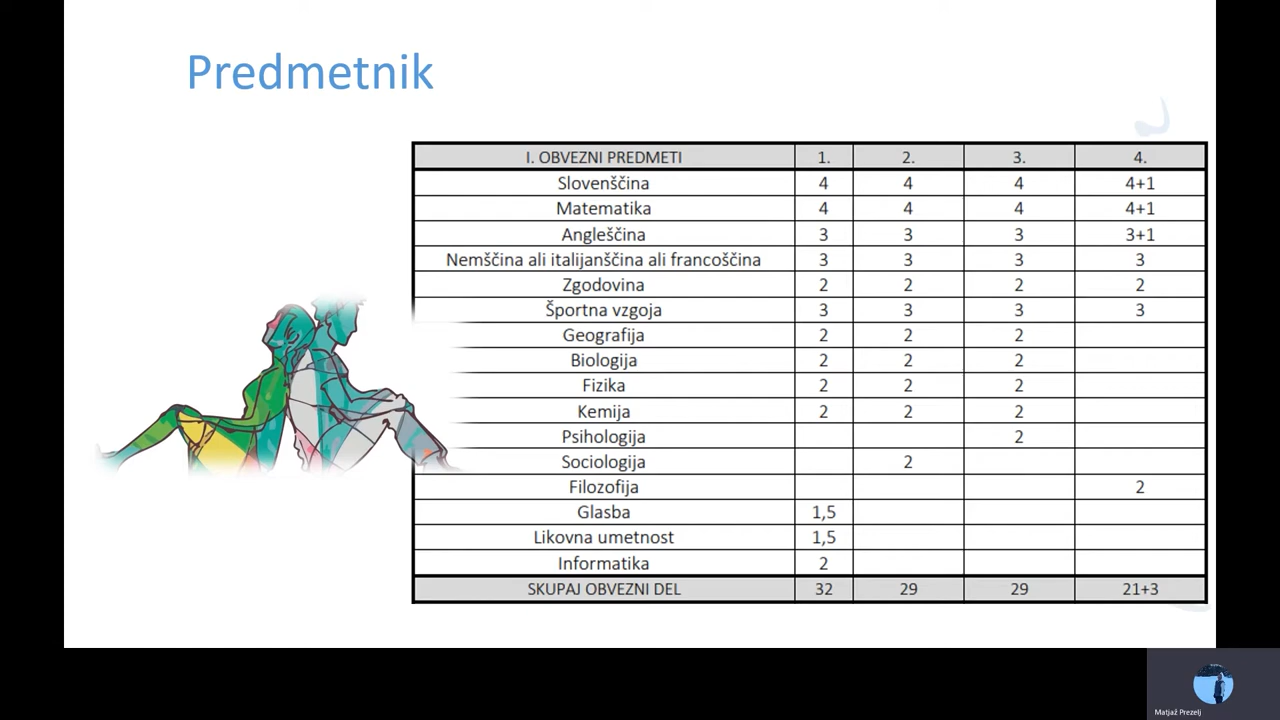 Predmetnik
I. OBVEZNI PREDMETI 1. 2. 3. 4.
Slovenščina 4 4 4 4+1
Matematika 4 4 4 4+1
Angleščina 3 3 3 3+1
Nemščina ali italijanščina ali francoščina 3 3 3 3
Zgodovina 2 2 2 2
Športna vzgoja 3 3 3 3
Geografija 2 2 2
Biologija 2 2 2
Fizika 2 2 2
Kemija 2 2 2
Psihologija 2
Sociologija 2
Filozofija 2
Glasba 1,5
Likovna umetnost 1,5
Informatika 2
SKUPAJ OBVEZNI DEL 32 29 29 21+3
Matjaž Prezelj